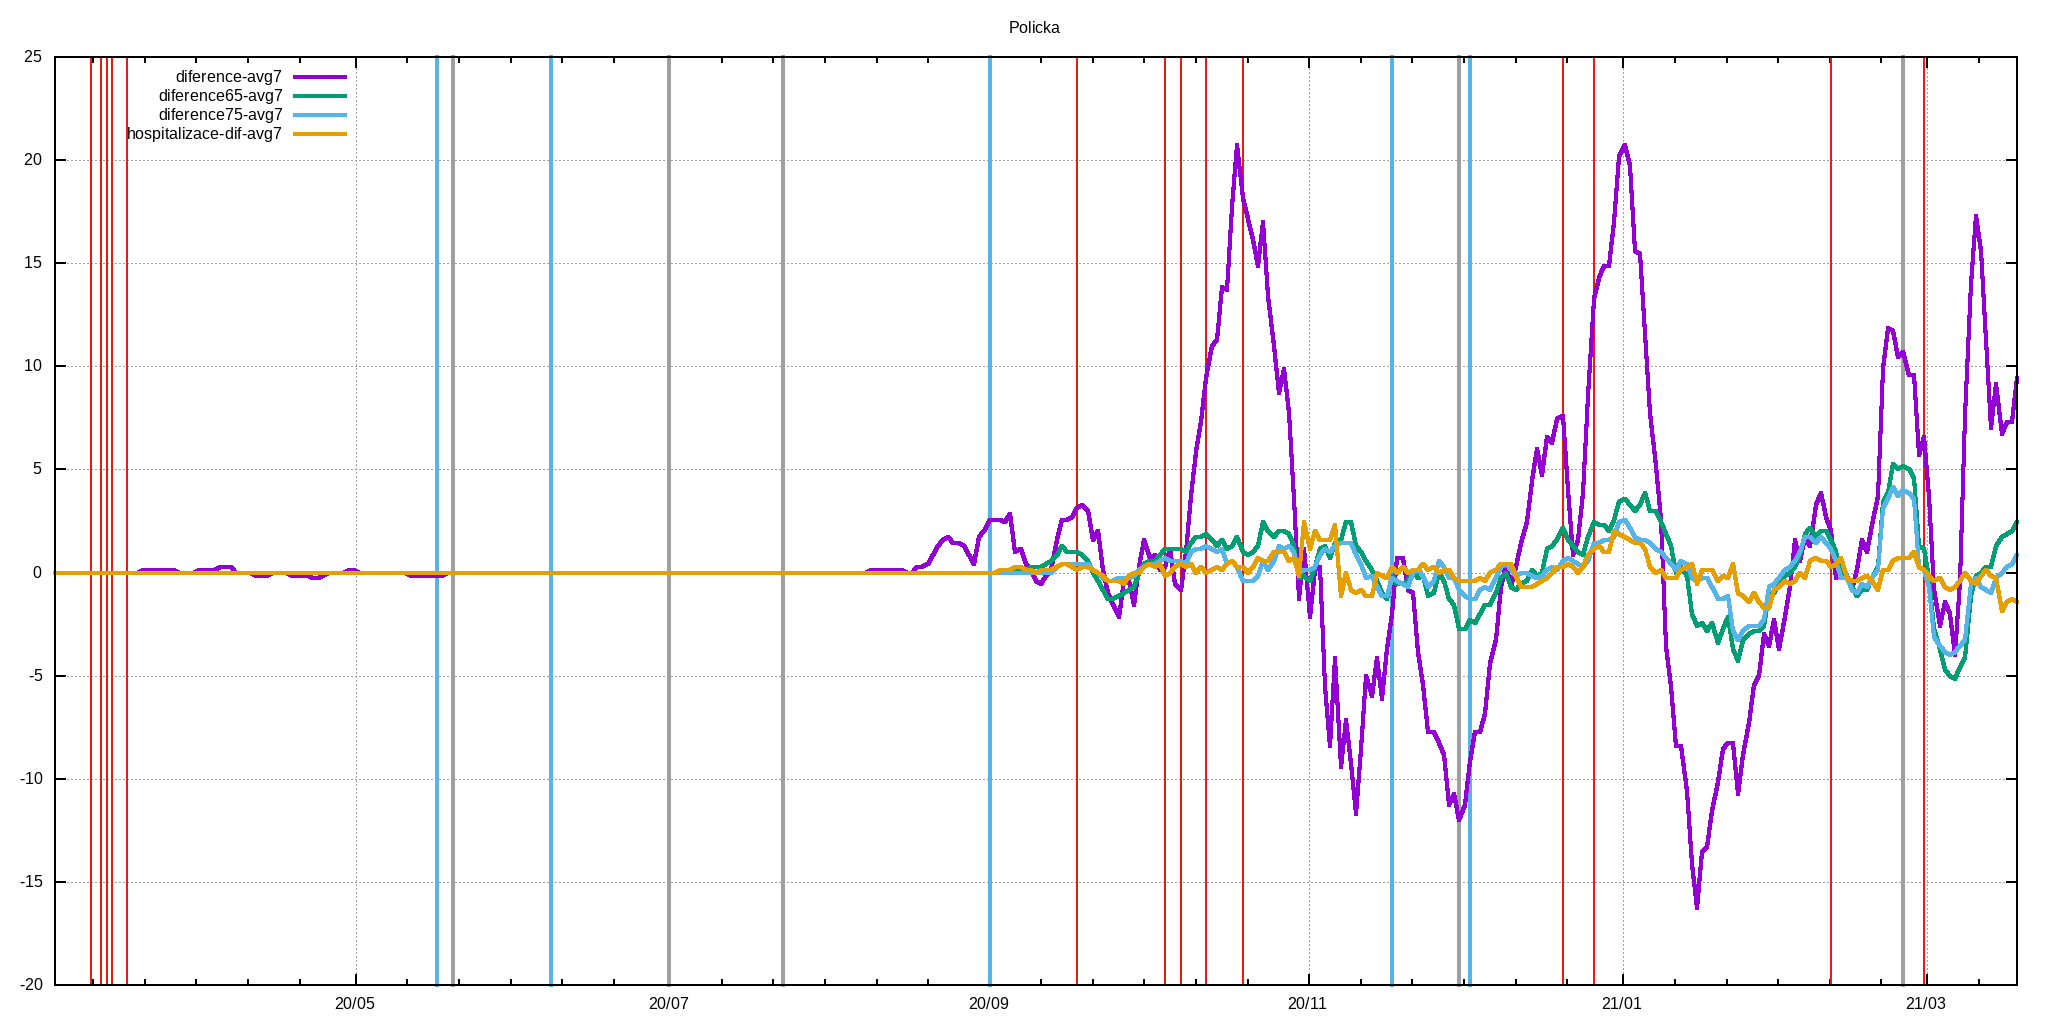 Policka
25
20
15
10
5
0
-5
-10
-15
-20
diference-avg7
diference65-avg7
diference75-avg7
hospitalizace-dif-avg7
20/05 20/07 20/09 20/11 21/01 21/03